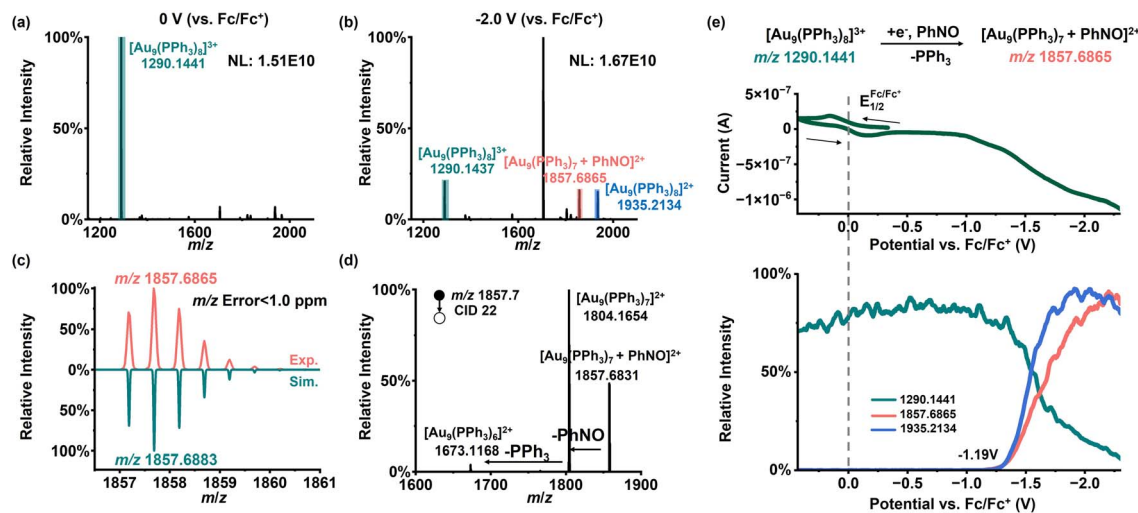 (a)
0 V (vs. Fc/Fc⁺)
100%
[Au₉(PPh₃)₈]³⁺
1290.1441
NL: 1.51E10
Relative Intensity
50%
0%
1200 1600 2000
m/z
(b)
-2.0 V (vs. Fc/Fc⁺)
100%
NL: 1.67E10
Relative Intensity
50%
[Au₉(PPh₃)₈]³⁺
1290.1437
[Au₉(PPh₃)₇ + PhNO]²⁺
1857.6865
[Au₉(PPh₃)₈]²⁺
1935.2134
0%
1200 1600 2000
m/z
(c)
m/z 1857.6865
m/z Error<1.0 ppm
100%
50%
0%
50%
100%
Relative Intensity
Exp.
Sim.
m/z 1857.6883
1857 1858 1859 1860 1861
m/z
(d)
m/z 1857.7
CID 22
100%
[Au₉(PPh₃)₇]²⁺
1804.1654
Relative Intensity
50%
[Au₉(PPh₃)₇ + PhNO]²⁺
1857.6831
[Au₉(PPh₃)₆]²⁺
1673.1168
-PPh₃
-PhNO
0%
1600 1700 1800 1900
m/z
(e)
[Au₉(PPh₃)₈]³⁺ +e⁻, PhNO [Au₉(PPh₃)₇ + PhNO]²⁺
m/z 1290.1441 -PPh₃ m/z 1857.6865
5×10⁻⁷
0
-5×10⁻⁷
-1×10⁻⁶
Current (A)
E₁/₂ Fc/Fc⁺
0.0 −0.5 −1.0 −1.5 −2.0
Potential vs. Fc/Fc⁺ (V)
100%
50%
0%
Relative Intensity
1290.1441
1857.6865
1935.2134
-1.19V
0.0 −0.5 −1.0 −1.5 −2.0
Potential vs. Fc/Fc⁺ (V)